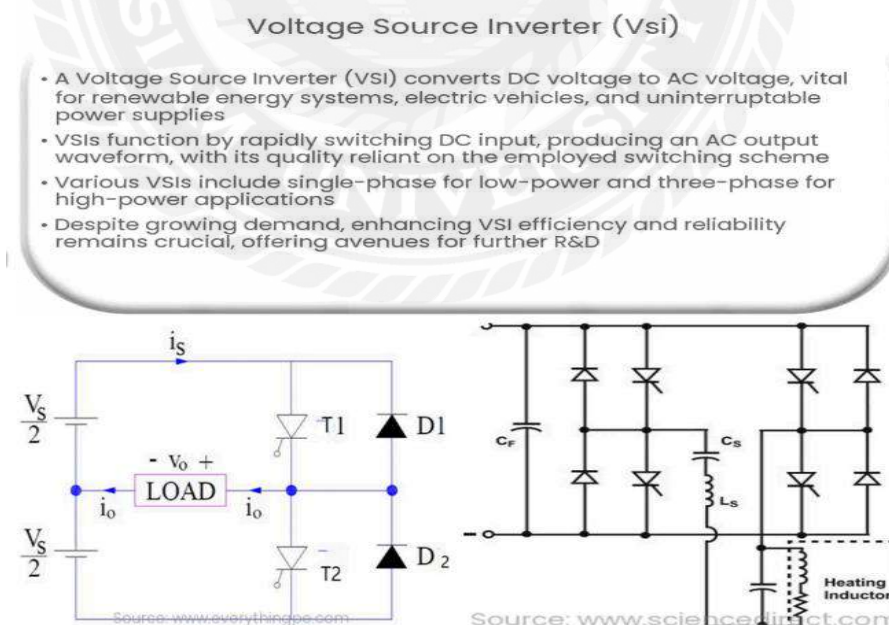 Voltage Source Inverter (Vsi)
• A Voltage Source Inverter (VSI) converts DC voltage to AC voltage, vital
for renewable energy systems, electric vehicles, and uninterruptable
power supplies
• VSIs function by rapidly switching DC input, producing an AC output
waveform, with its quality reliant on the employed switching scheme
• Various VSIs include single-phase for low-power and three-phase for
high-power applications
• Despite growing demand, enhancing VSI efficiency and reliability
remains crucial, offering avenues for further R&D
UNIVERSITY
iS
VS
2
T1
D1
- vo +
LOAD
io
io
VS
2
T2
D2
Source: www.everythingpe.com
CF
CS
LS
Heating
Inductor
Source: www.sciencedirect.com